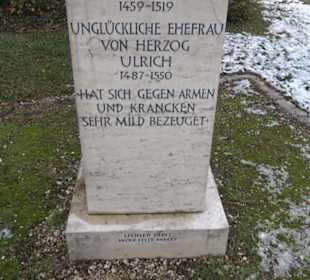 1459-1519
UNGLÜCKLICHE EHEFRAU
VON HERZOG
ULRICH
1487-1550
HAT SICH GEGEN ARMEN
UND KRANCKEN
SEHR MILD BEZEUGET·